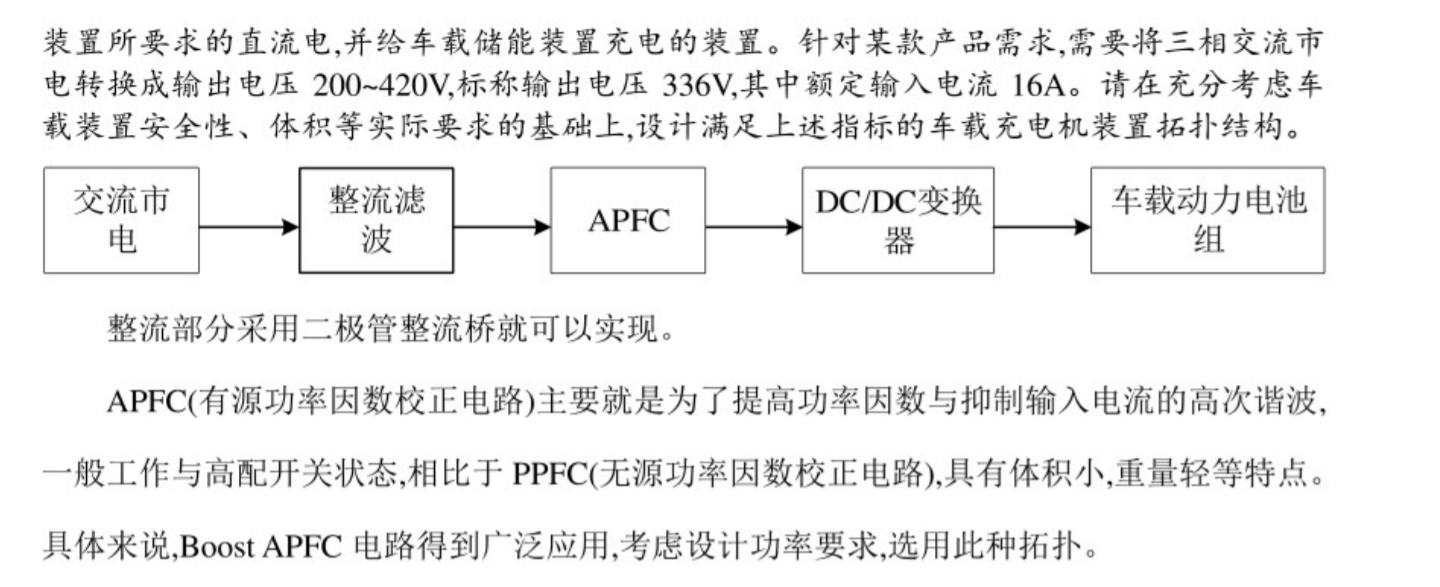 装置所要求的直流电,并给车载储能装置充电的装置。针对某款产品需求,需要将三相交流市
电转换成输出电压 200~420V,标称输出电压 336V,其中额定输入电流 16A。请在充分考虑车
载装置安全性、体积等实际要求的基础上,设计满足上述指标的车载充电机装置拓扑结构。
交流市
电
整流滤
波
APFC
DC/DC变换
器
车载动力电池
组
整流部分采用二极管整流桥就可以实现。
APFC(有源功率因数校正电路)主要就是为了提高功率因数与抑制输入电流的高次谐波,
一般工作与高配开关状态,相比于 PPFC(无源功率因数校正电路),具有体积小,重量轻等特点。
具体来说,Boost APFC 电路得到广泛应用,考虑设计功率要求,选用此种拓扑。